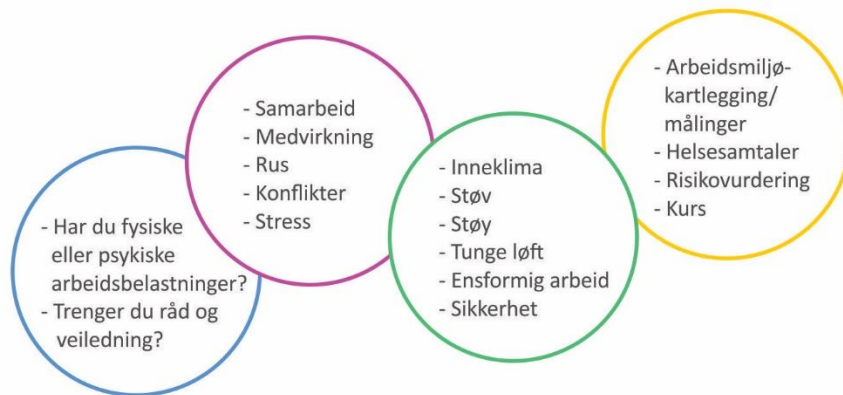 - Har du fysiske
eller psykiske
arbeidsbelastninger?
- Trenger du råd og
veiledning?
- Samarbeid
- Medvirkning
- Rus
- Konflikter
- Stress
- Inneklima
- Støv
- Støy
- Tunge løft
- Ensformig arbeid
- Sikkerhet
- Arbeidsmiljø-
kartlegging/
målinger
- Helsesamtaler
- Risikovurdering
- Kurs